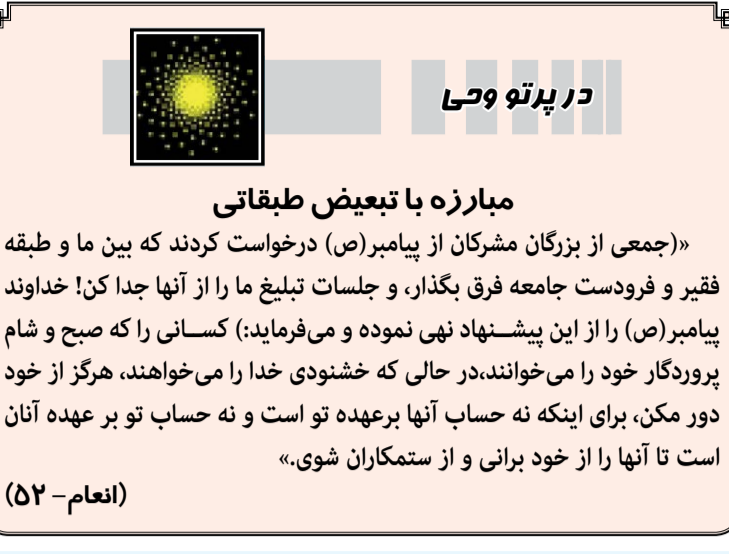 در پرتو وحی
مبارزه با تبعیض طبقاتی
«(جمعی از بزرگان مشرکان از پیامبر(ص) درخواست کردند که بین ما و طبقه
فقیر و فرودست جامعه فرق بگذار، و جلسات تبلیغ ما را از آنها جدا کن! خداوند
پیامبر(ص) را از این پیشـنهاد نهی نموده و می‌فرماید:) کسـانی را که صبح و شام
پروردگار خود را می‌خوانند،در حالی که خشنودی خدا را می‌خواهند، هرگز از خود
دور مکن، برای اینکه نه حساب آنها برعهده تو است و نه حساب تو بر عهده آنان
است تا آنها را از خود برانی و از ستمکاران شوی.»
(انعام- ۵۲)